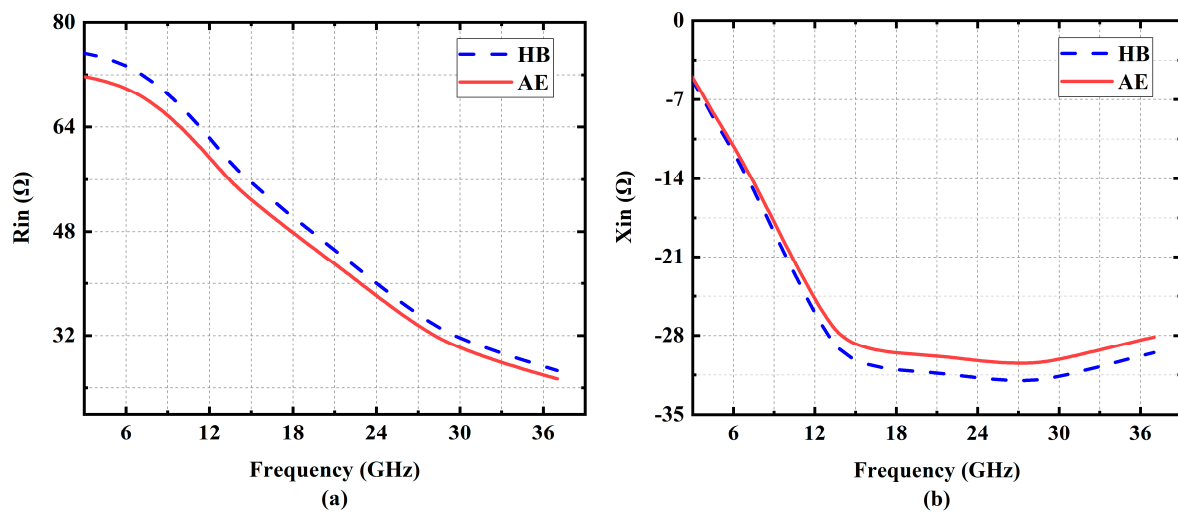 80
64
48
32
Rin (Ω)
HB
AE
6 12 18 24 30 36
Frequency (GHz)
(a)
0
-7
-14
-21
-28
-35
Xin (Ω)
HB
AE
6 12 18 24 30 36
Frequency (GHz)
(b)